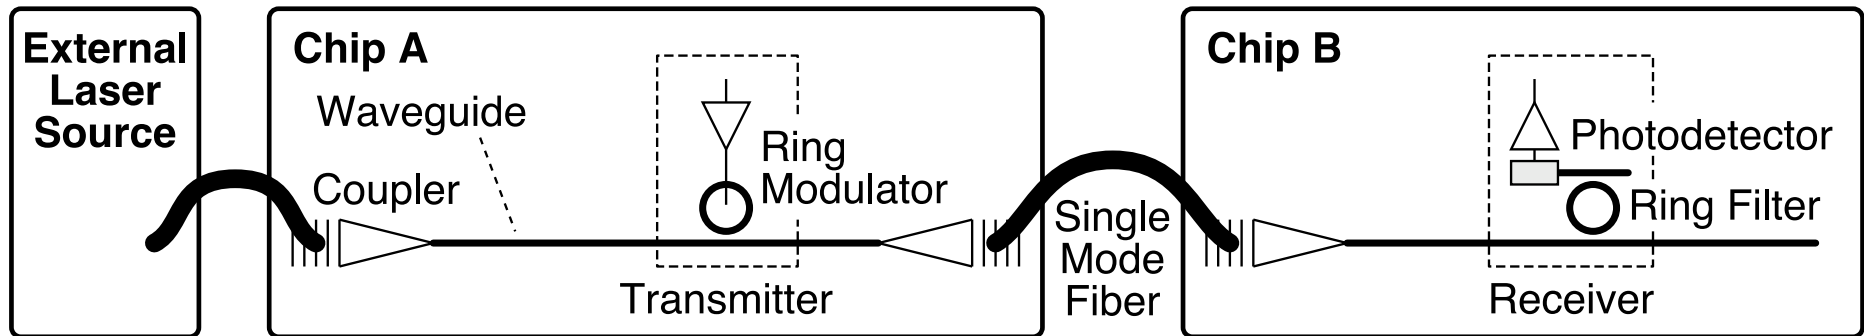 External
Laser
Source
Chip A
Waveguide
Coupler
Ring
Modulator
Transmitter
Single
Mode
Fiber
Chip B
Photodetector
Ring Filter
Receiver